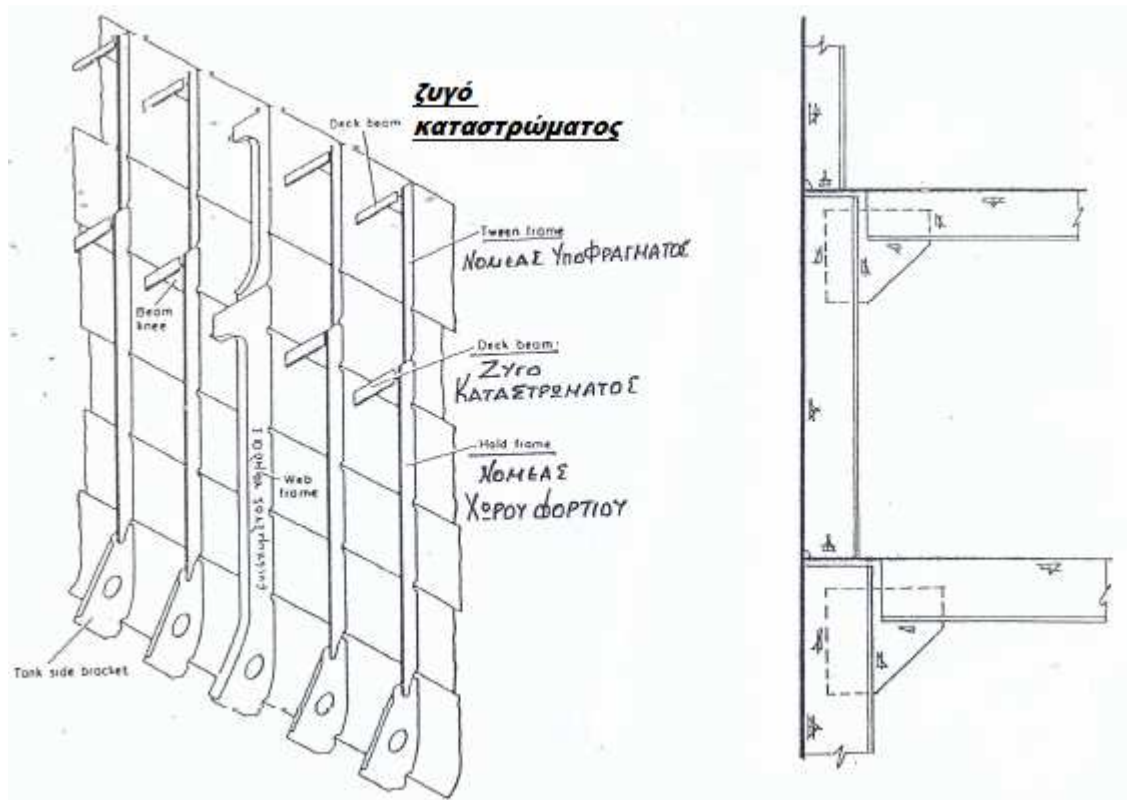 ζυγό
καταστρώματος
Deck beam
Tween frame
ΝΟΜΕΑΣ ΥΠΟΦΡΑΓΜΑΤΟΣ
Beam
knee
Deck beam
ΖΥΓΟ
ΚΑΤΑΣΤΡΩΜΑΤΟΣ
Hold frame
ΝΟΜΕΑΣ
ΧΩΡΟΥ ΦΟΡΤΙΟΥ
Web
frame
Tank side bracket